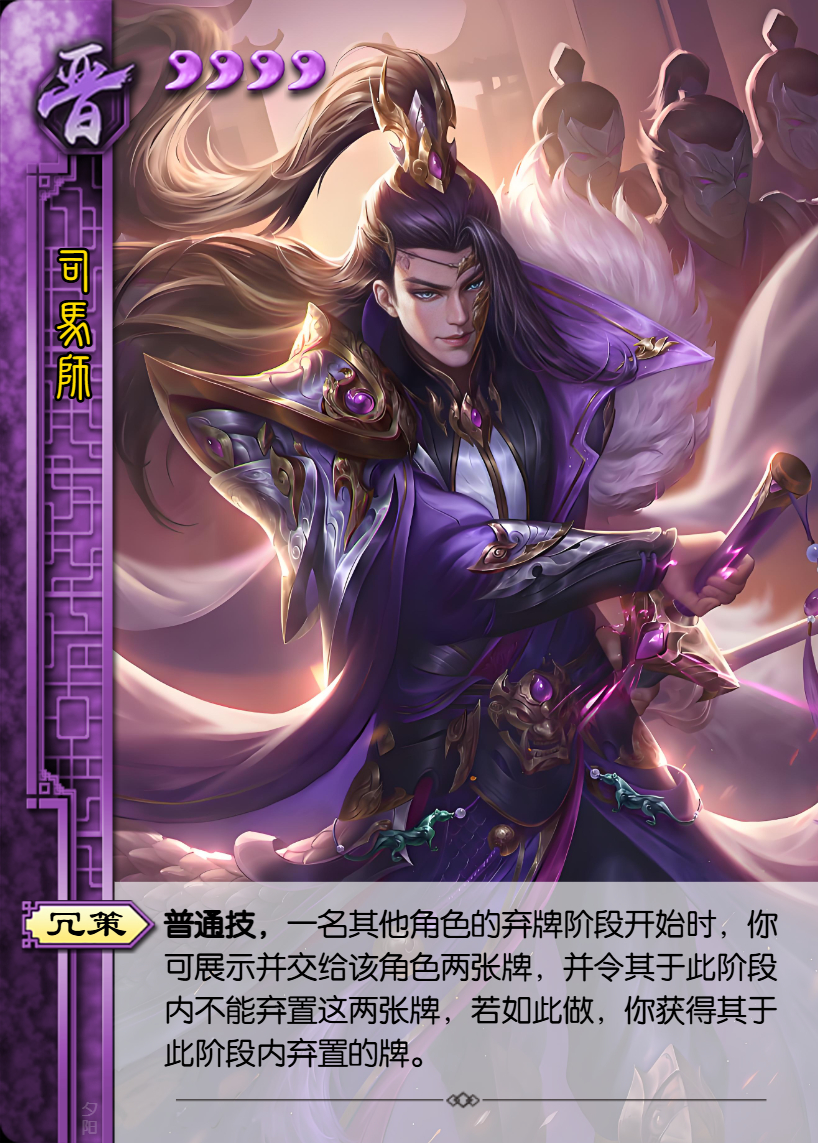 晋
司馬師
冗策
普通技，一名其他角色的弃牌阶段开始时，你
可展示并交给该角色两张牌，并令其于此阶段
内不能弃置这两张牌，若如此做，你获得其于
此阶段内弃置的牌。
夕阳